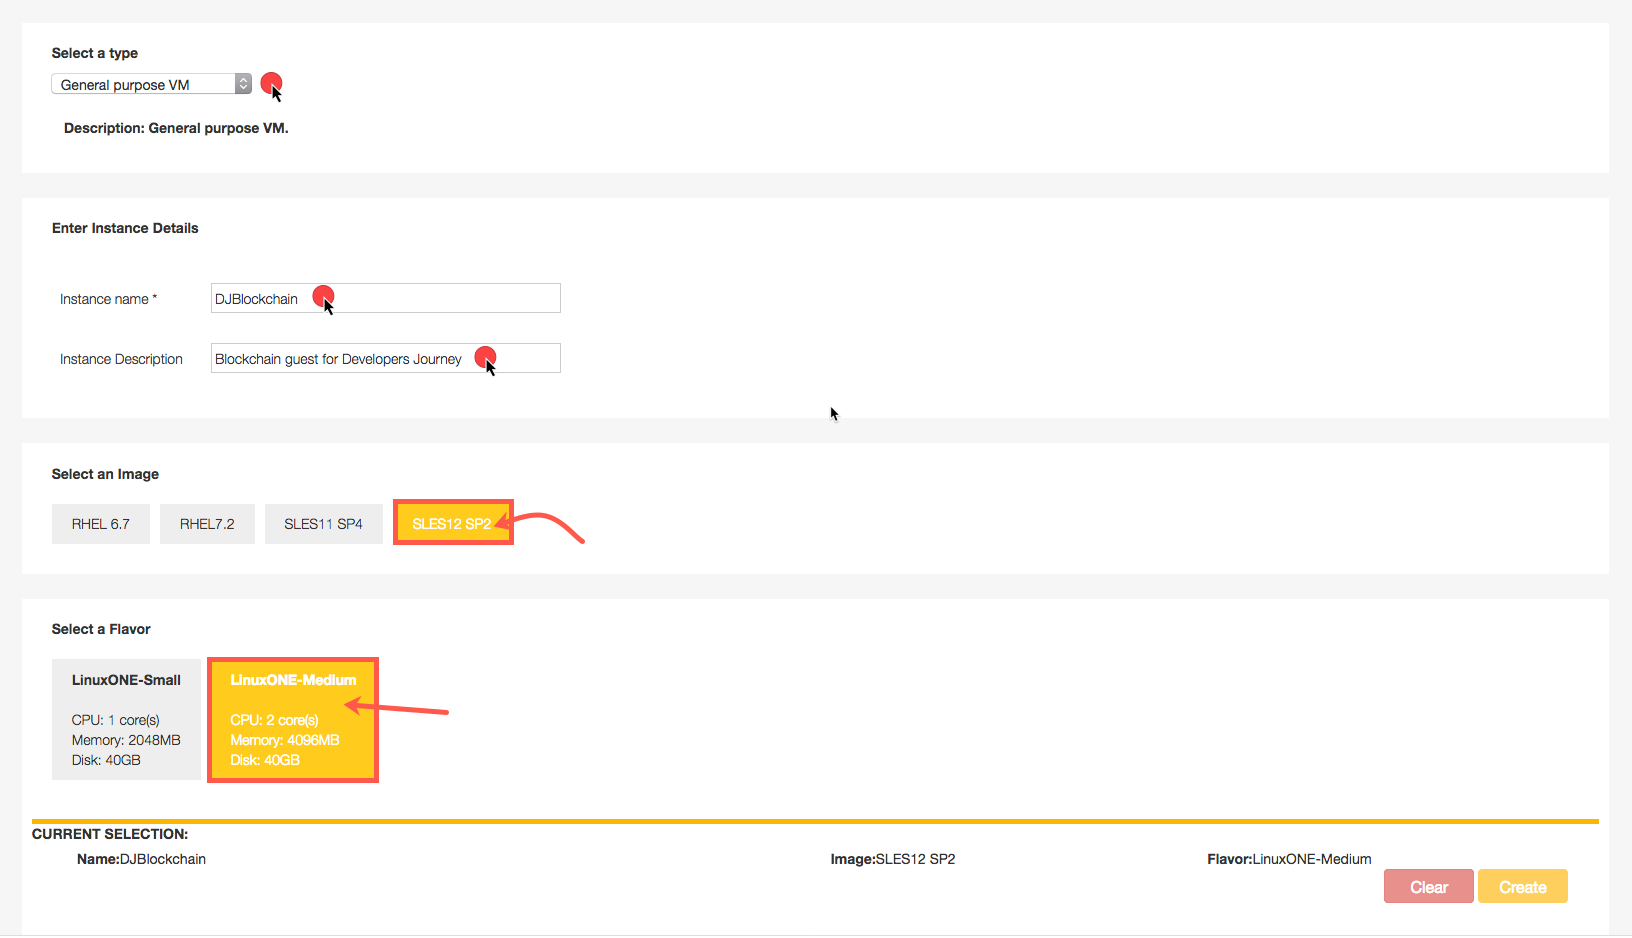 Select a type
General purpose VM
Description: General purpose VM.
Enter Instance Details
Instance name * DJBlockchain
Instance Description Blockchain guest for Developers Journey
Select an Image
RHEL 6.7 RHEL7.2 SLES11 SP4 SLES12 SP2
Select a Flavor
LinuxONE-Small
CPU: 1 core(s)
Memory: 2048MB
Disk: 40GB
LinuxONE-Medium
CPU: 2 core(s)
Memory: 4096MB
Disk: 40GB
CURRENT SELECTION:
Name:DJBlockchain Image:SLES12 SP2 Flavor:LinuxONE-Medium
Clear Create